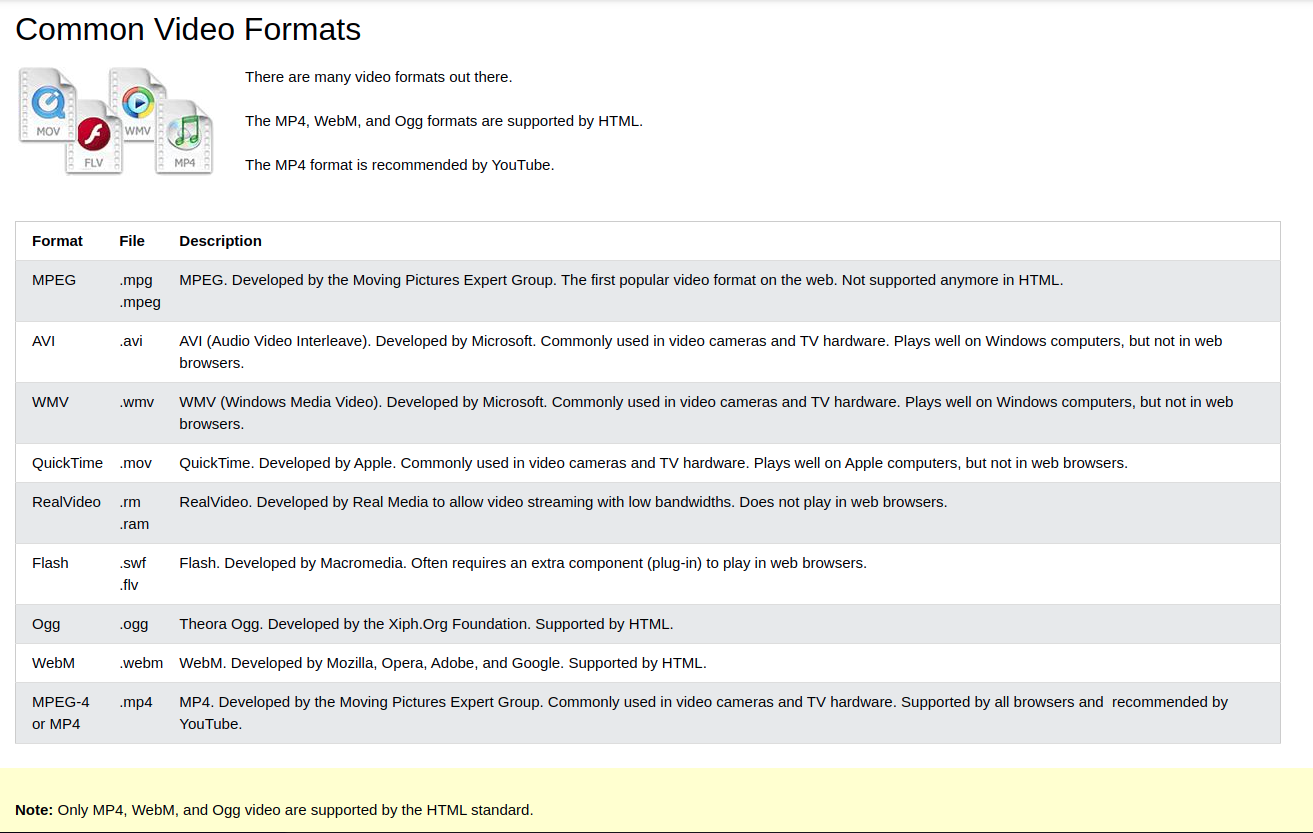 Common Video Formats
MOV
FLV
WMV
MP4
There are many video formats out there.
The MP4, WebM, and Ogg formats are supported by HTML.
The MP4 format is recommended by YouTube.
Format File Description
MPEG .mpg MPEG. Developed by the Moving Pictures Expert Group. The first popular video format on the web. Not supported anymore in HTML.
.mpeg
AVI .avi AVI (Audio Video Interleave). Developed by Microsoft. Commonly used in video cameras and TV hardware. Plays well on Windows computers, but not in web
browsers.
WMV .wmv WMV (Windows Media Video). Developed by Microsoft. Commonly used in video cameras and TV hardware. Plays well on Windows computers, but not in web
browsers.
QuickTime .mov QuickTime. Developed by Apple. Commonly used in video cameras and TV hardware. Plays well on Apple computers, but not in web browsers.
RealVideo .rm RealVideo. Developed by Real Media to allow video streaming with low bandwidths. Does not play in web browsers.
.ram
Flash .swf Flash. Developed by Macromedia. Often requires an extra component (plug-in) to play in web browsers.
.flv
Ogg .ogg Theora Ogg. Developed by the Xiph.Org Foundation. Supported by HTML.
WebM .webm WebM. Developed by Mozilla, Opera, Adobe, and Google. Supported by HTML.
MPEG-4 .mp4 MP4. Developed by the Moving Pictures Expert Group. Commonly used in video cameras and TV hardware. Supported by all browsers and recommended by
or MP4 YouTube.
Note: Only MP4, WebM, and Ogg video are supported by the HTML standard.